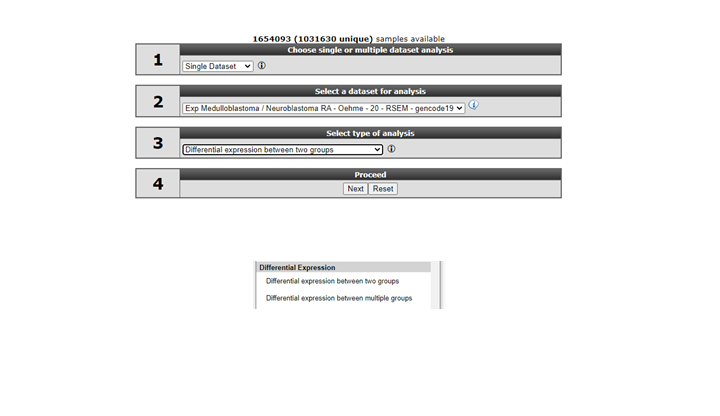 1654093 (1031630 unique) samples available
1
Choose single or multiple dataset analysis
Single Dataset
2
Select a dataset for analysis
Exp Medulloblastoma / Neuroblastoma RA - Oehme - 20 - RSEM - gencode19
3
Select type of analysis
Differential expression between two groups
4
Proceed
Next Reset
Differential Expression
Differential expression between two groups
Differential expression between multiple groups